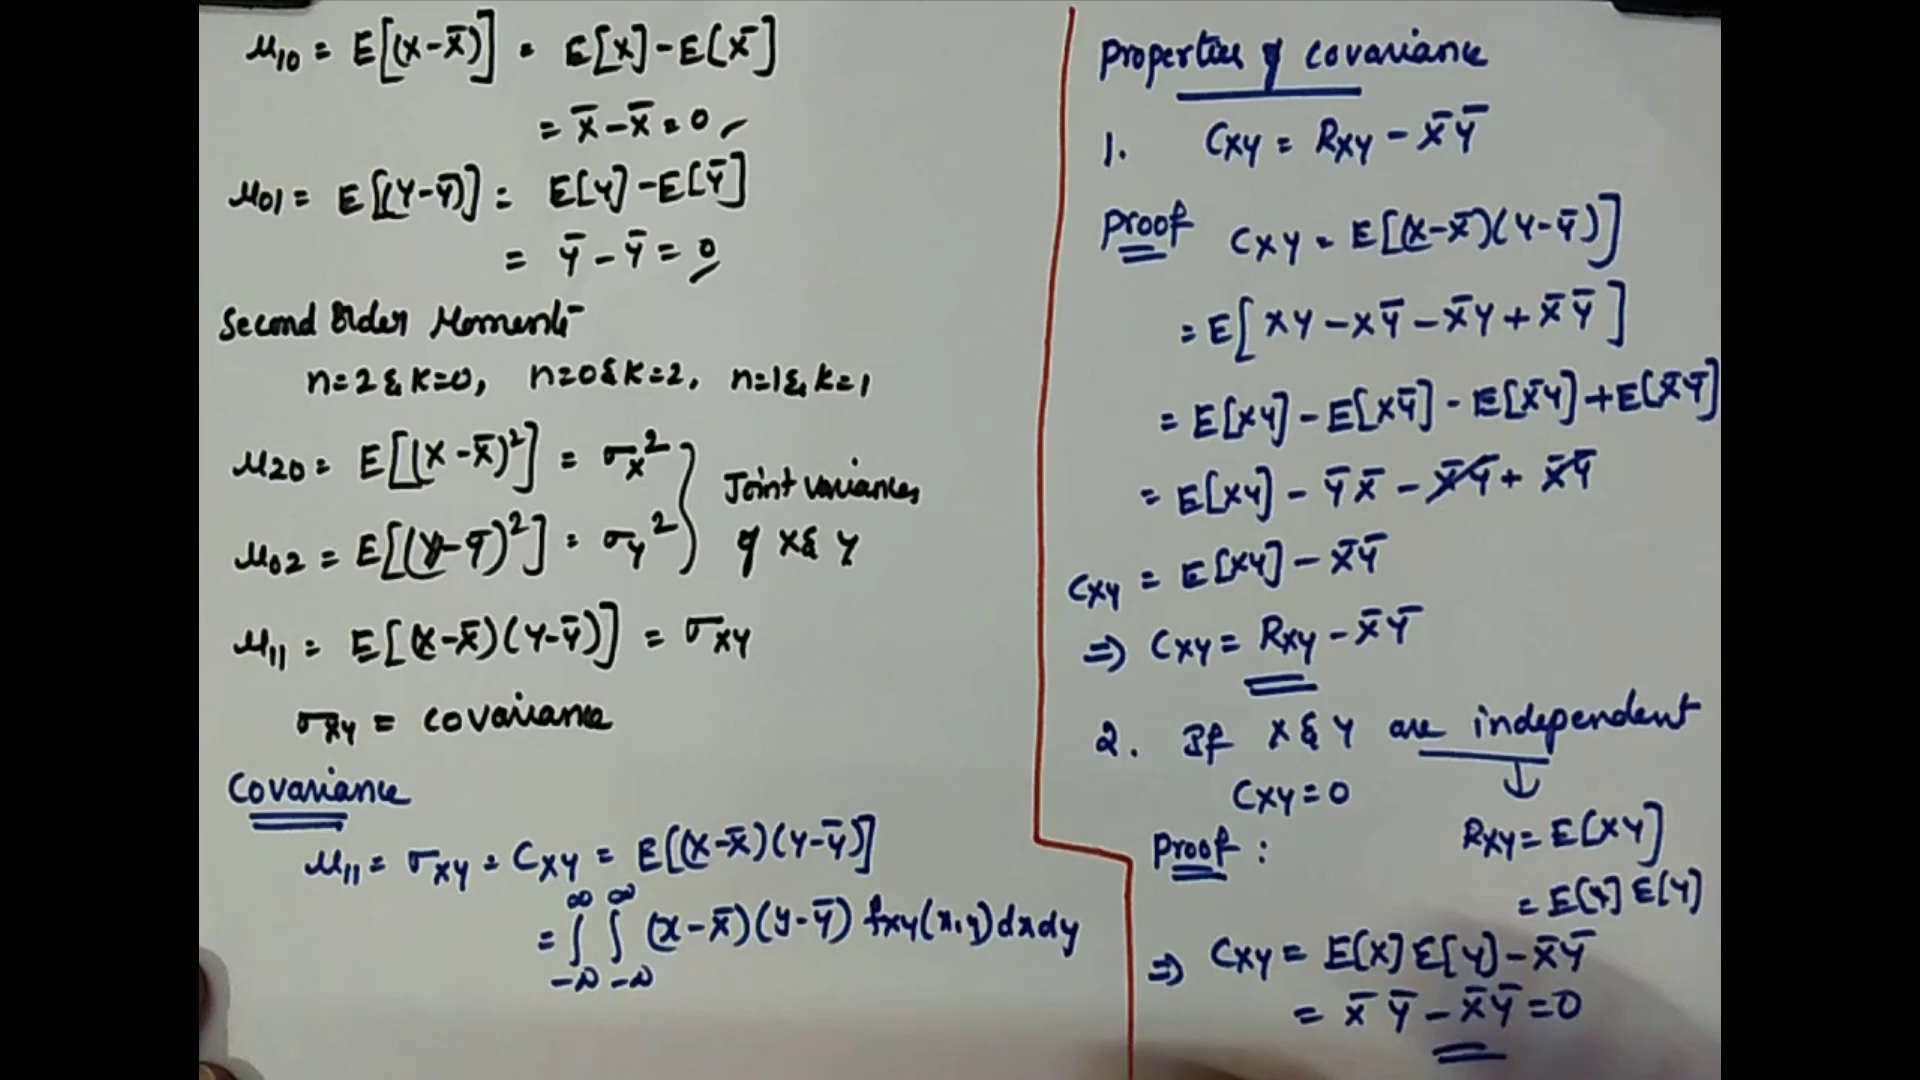 μ10 = E[(X-X̄)] = E[X]-E[X̄]
= X̄-X̄=0
μ01 = E[(Y-Ȳ)] = E[Y]-E[Ȳ]
= Ȳ-Ȳ=0
Second Order Moments
n=2&k=0, n=0&k=2, n=1&k=1
μ20 = E[(X-X̄)²] = σX²
μ02 = E[(Y-Ȳ)²] = σY²
Joint variances
of X& Y
μ11 = E[(X-X̄)(Y-Ȳ)] = σXY
σXY = covariance
Covariance
μ11 = σXY = CXY = E[(X-X̄)(Y-Ȳ)]
= ∫-∞^∞ ∫-∞^∞ (x-X̄)(y-Ȳ) fXY(x,y)dxdy
Properties of covariance
1. CXY = RXY - X̄Ȳ
Proof CXY = E[(X-X̄)(Y-Ȳ)]
= E[XY-XȲ-X̄Y+X̄Ȳ]
= E[XY]-E[XȲ]-E[X̄Y]+E[X̄Ȳ]
= E[XY]-ȲX̄-X̄Ȳ+X̄Ȳ
CXY = E[XY]-X̄Ȳ
⇒ CXY = RXY-X̄Ȳ
2. If X & Y are independent
↓
CXY=0
RXY=E[XY]
Proof :
= E[X] E[Y]
⇒ CXY = E[X] E[Y]-X̄Ȳ
= X̄ Ȳ-X̄Ȳ=0